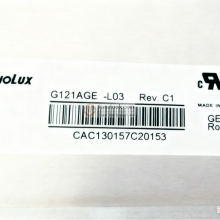 noLux
G121AGE -L03 Rev C1
CAC130157C20153
MADE IN
GE
Ro